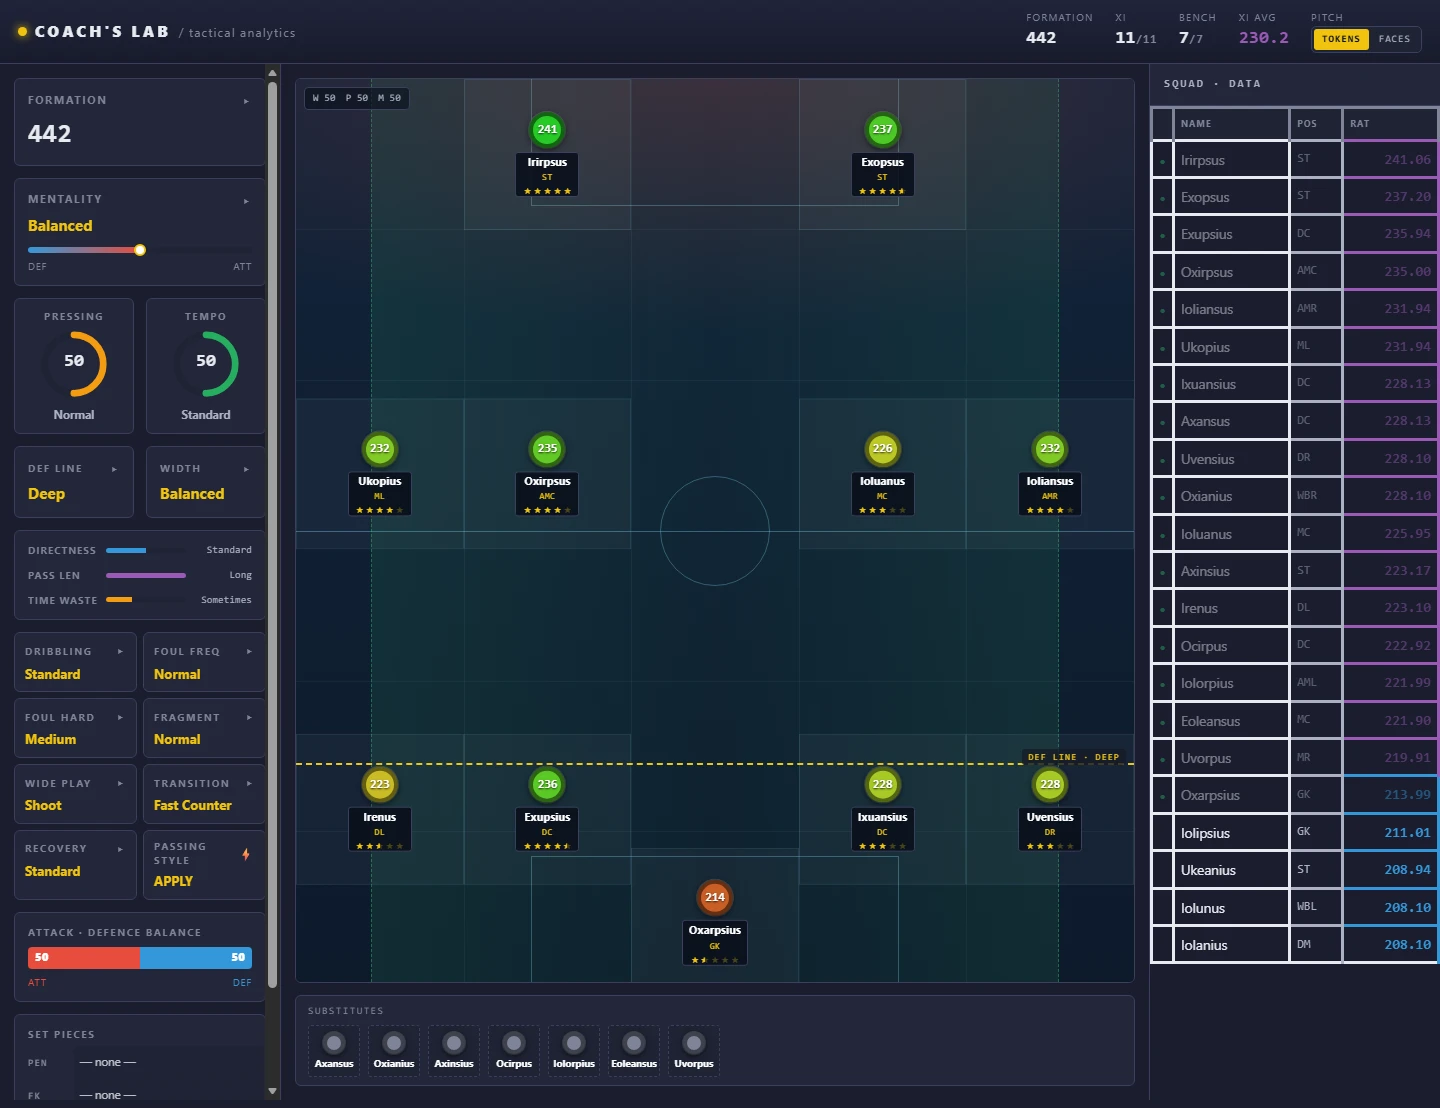 COACH'S LAB / tactical analytics
FORMATION XI BENCH XI AVG PITCH
442 11/11 7/7 230.2 TOKENS FACES
FORMATION ▸
442
MENTALITY ▸
Balanced
DEF ATT
PRESSING
50
Normal
TEMPO
50
Standard
DEF LINE ▸
Deep
WIDTH ▸
Balanced
DIRECTNESS Standard
PASS LEN Long
TIME WASTE Sometimes
DRIBBLING ▸
Standard
FOUL FREQ ▸
Normal
FOUL HARD ▸
Medium
FRAGMENT ▸
Normal
WIDE PLAY ▸
Shoot
TRANSITION ▸
Fast Counter
RECOVERY ▸
Standard
PASSING
STYLE
APPLY
ATTACK · DEFENCE BALANCE
50 50
ATT DEF
SET PIECES
PEN — none —
FK — none —
W 50 P 50 M 50
241
Irirpsus
ST
237
Exopsus
ST
232
Ukopius
ML
235
Oxirpsus
AMC
226
Ioluanus
MC
232
Ioliansus
AMR
DEF LINE · DEEP
223
Irenus
DL
236
Exupsius
DC
228
Ixuansius
DC
228
Uvensius
DR
214
Oxarpsius
GK
SUBSTITUTES
Axansus Oxianius Axinsius Ocirpus Iolorpius Eoleansus Uvorpus
SQUAD · DATA
NAME POS RAT
Irirpsus ST 241.06
Exopsus ST 237.20
Exupsius DC 235.94
Oxirpsus AMC 235.00
Ioliansus AMR 231.94
Ukopius ML 231.94
Ixuansius DC 228.13
Axansus DC 228.13
Uvensius DR 228.10
Oxianius WBR 228.10
Ioluanus MC 225.95
Axinsius ST 223.17
Irenus DL 223.10
Ocirpus DC 222.92
Iolorpius AML 221.99
Eoleansus MC 221.90
Uvorpus MR 219.91
Oxarpsius GK 213.99
Iolipsius GK 211.01
Ukeanius ST 208.94
Iolunus WBL 208.10
Iolanius DM 208.10